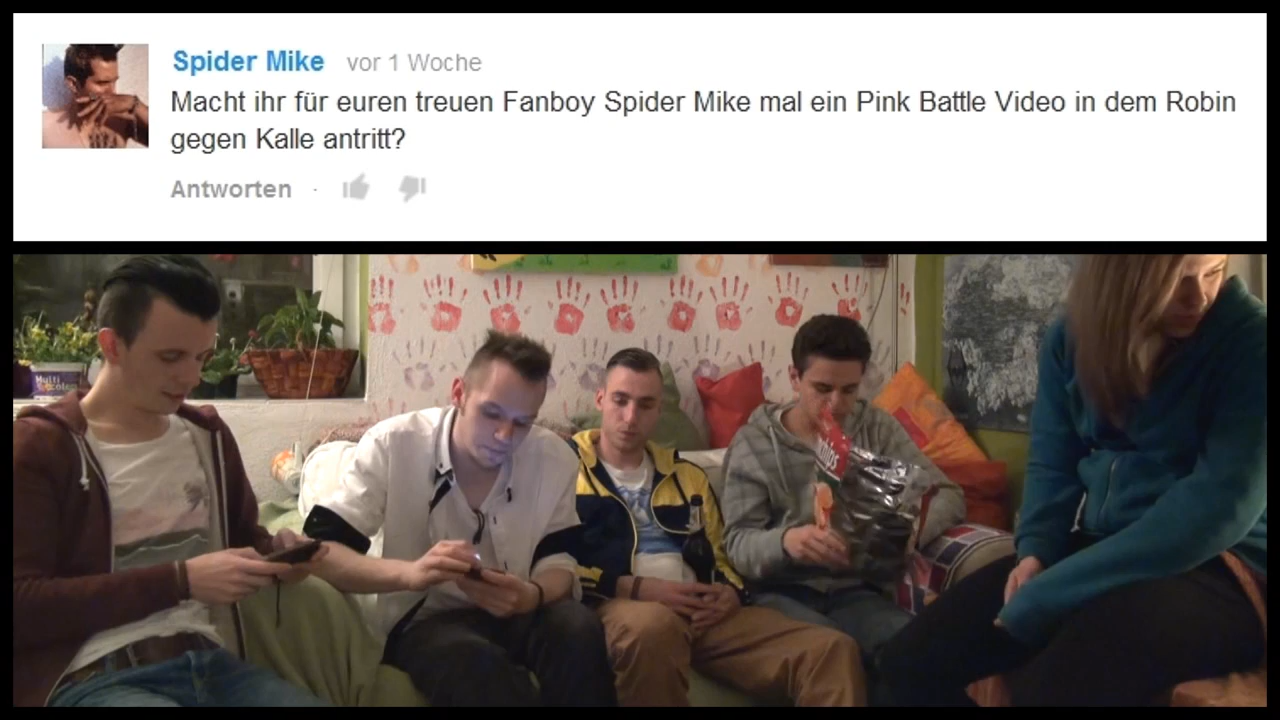 Spider Mike vor 1 Woche
Macht ihr für euren treuen Fanboy Spider Mike mal ein Pink Battle Video in dem Robin
gegen Kalle antritt?
Antworten ·
Multi